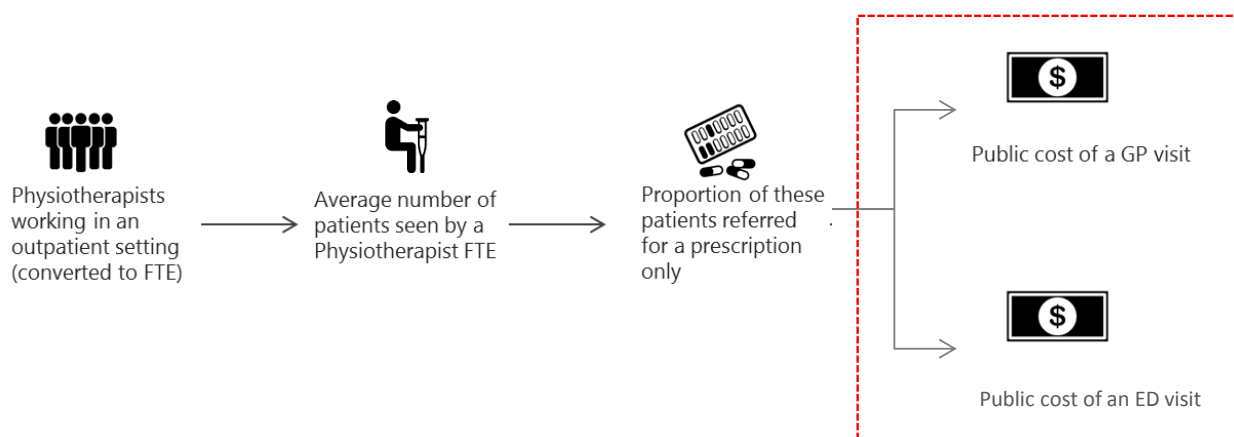 Physiotherapists
working in an
outpatient setting
(converted to FTE)
Average number of
patients seen by a
Physiotherapist FTE
Proportion of these
patients referred
for a prescription
only
$
Public cost of a GP visit
$
Public cost of an ED visit